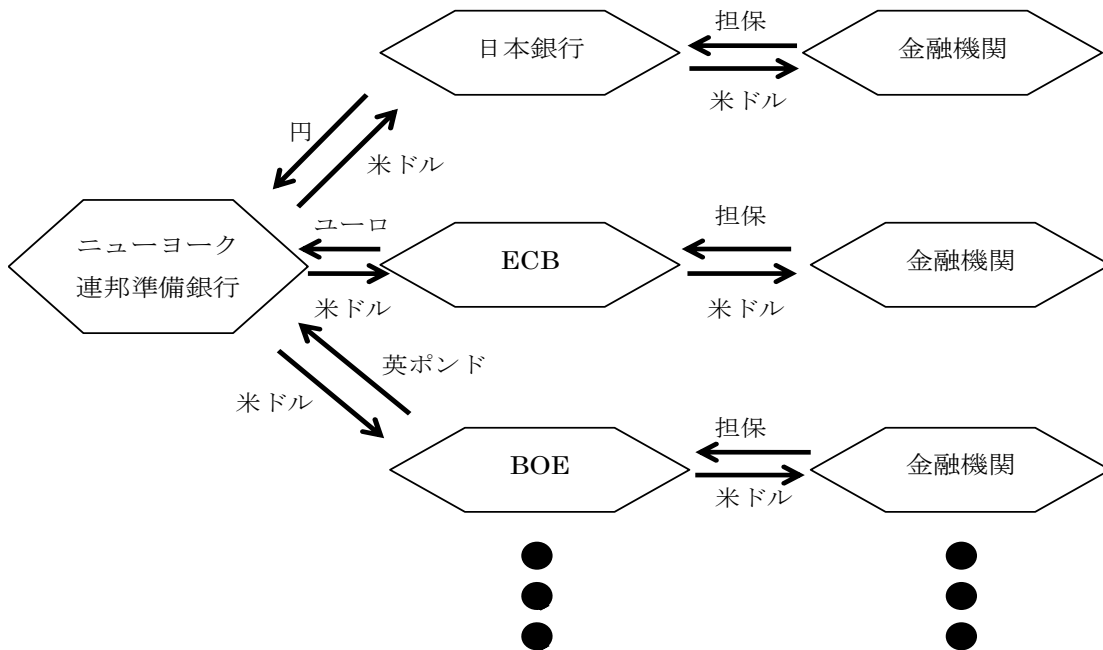 担保
日本銀行
金融機関
米ドル
円
米ドル
ユーロ
担保
ニューヨーク
連邦準備銀行
ECB
金融機関
米ドル
米ドル
英ポンド
米ドル
担保
BOE
金融機関
米ドル